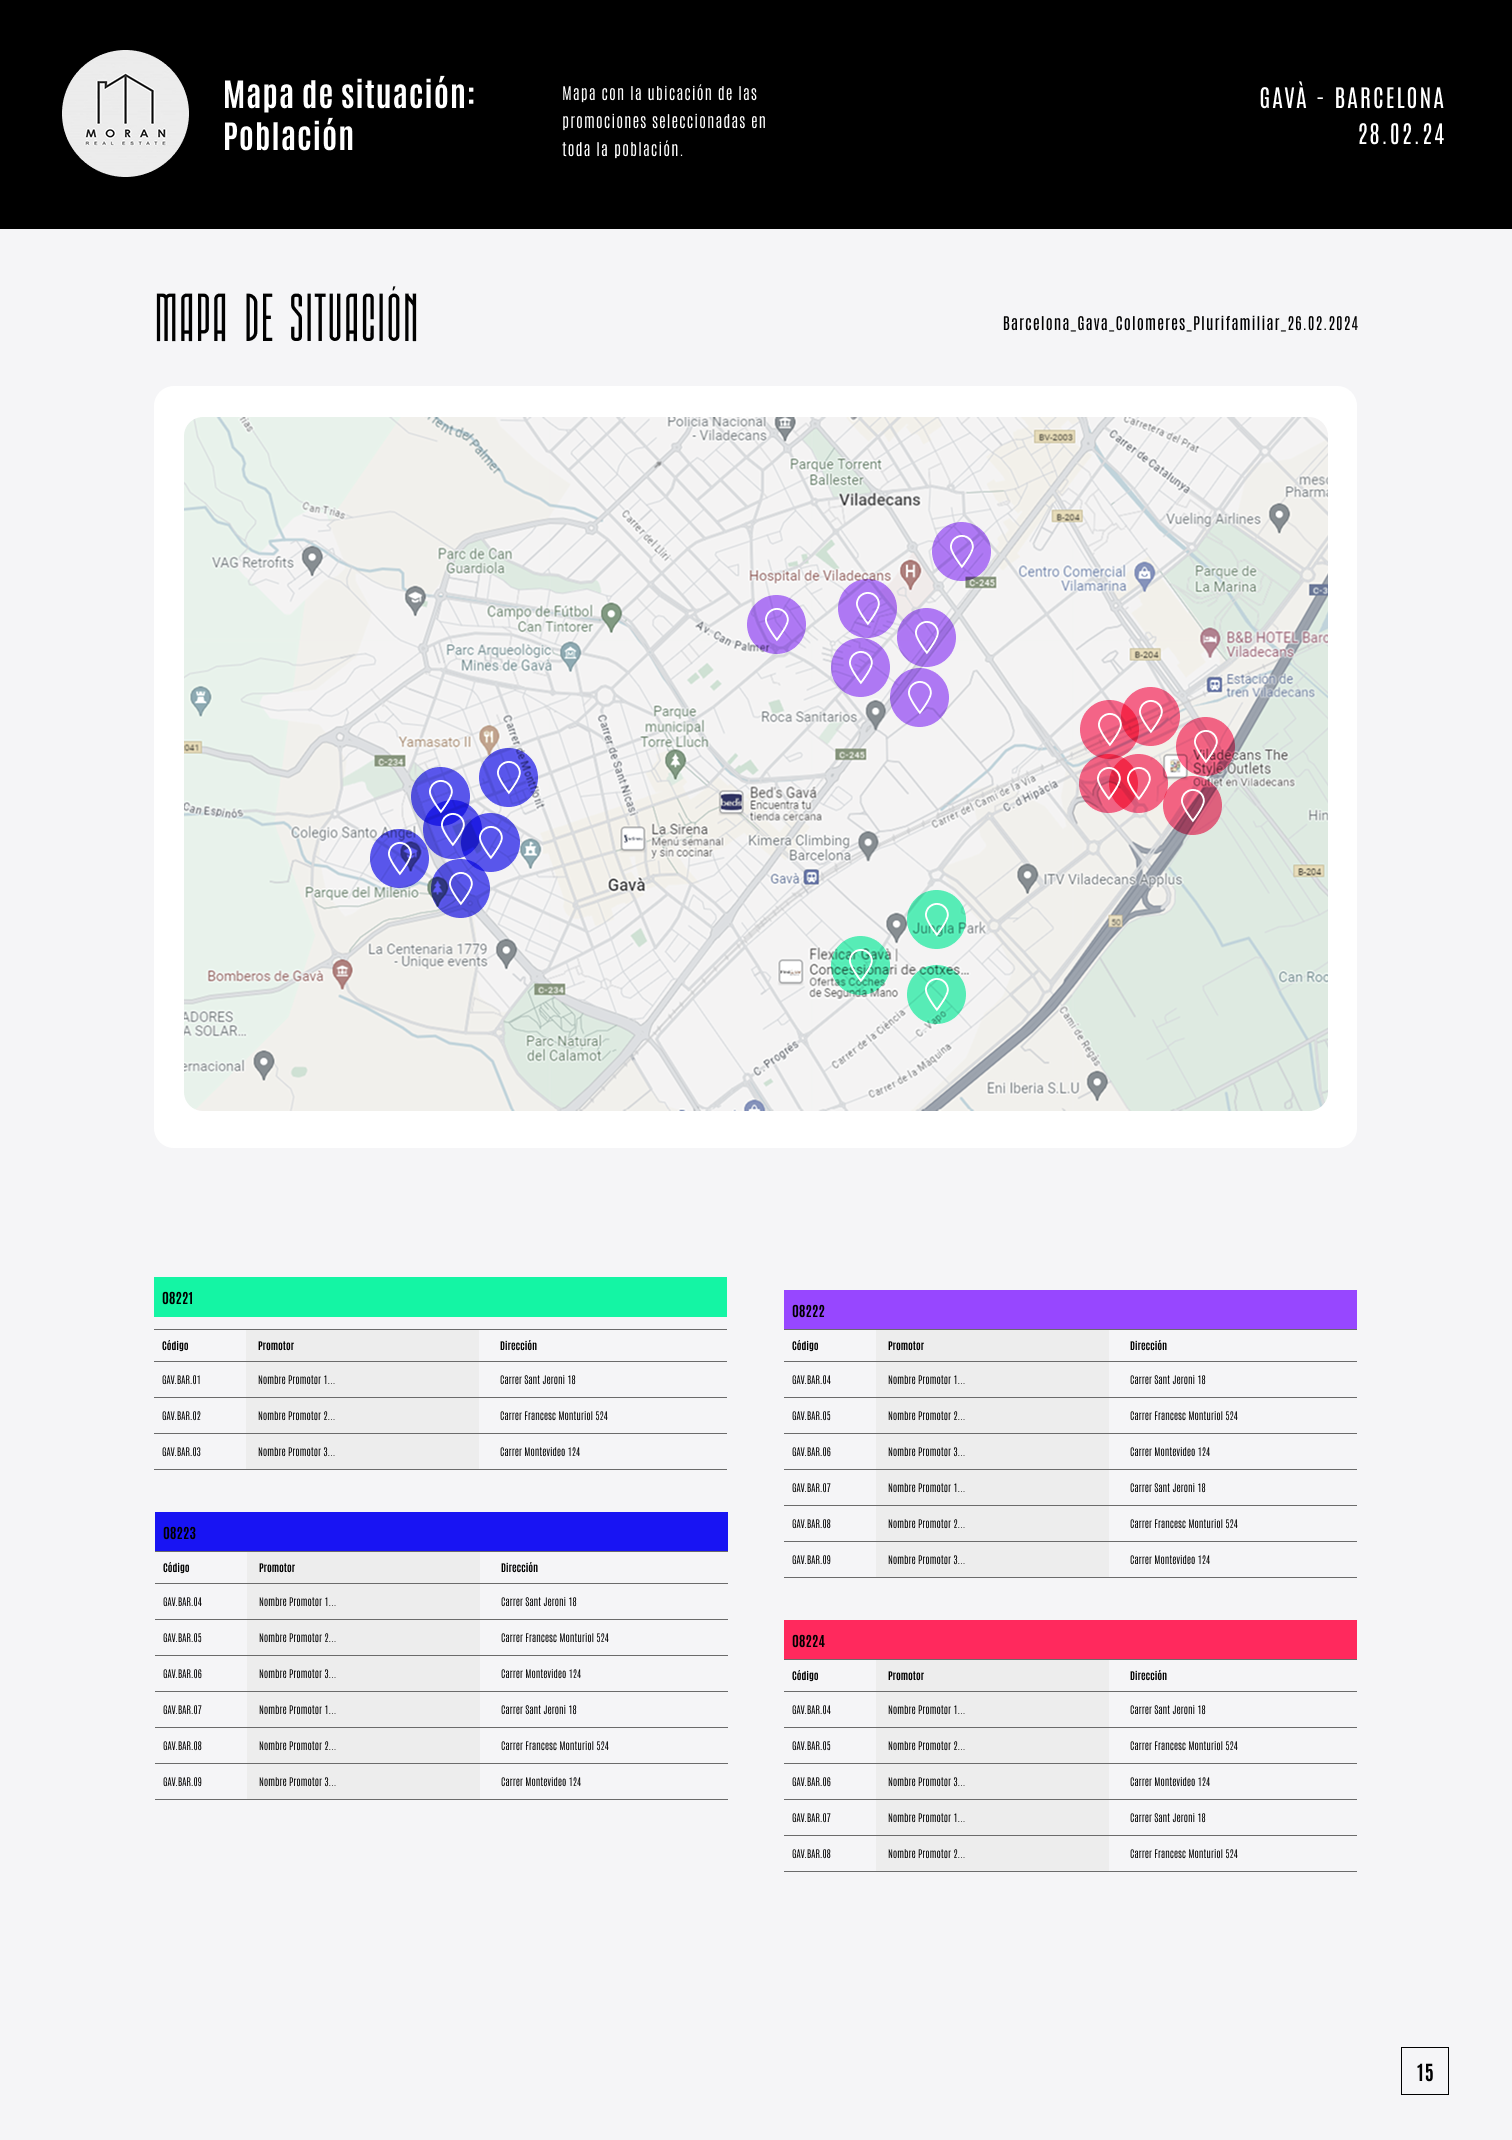 MORAN
REAL ESTATE
Mapa de situación:
Población
Mapa con la ubicación de las
promociones seleccionadas en
toda la población.
GAVÀ - BARCELONA
28.02.24
MAPA DE SITUACIÓN
Barcelona_Gava_Colomeres_Plurifamiliar_26.02.2024
Policía Nacional
- Viladecans
BV-2003
Carretera del Prat
Carrer de Catalunya
Parque Torrent
Ballester
Viladecans
Can Trias
Carrer del Lliri
B-204
Vueling Airlines
VAG Retrofits
Parc de Can
Guardiola
Hospital de Viladecans
C-245
Centro Comercial
Vilamarina
Parque de
La Marina
Campo de Fútbol
Can Tintorer
Av. Can Palmer
B&B HOTEL Barc
Viladecans
Parc Arqueològic
Mines de Gavà
B-204
Estación de
tren Viladecans
Parque
municipal
Torre Lluch
Roca Sanitarios
Yamasato II
Carrer de Sant Nicasi
041
C-234
C-245
Viladecans The
Style Outlets
Outlet en Viladecans
Can Espinós
Bed's Gavá
Encuentra tu
tienda cercana
Carrer del Camí de la Via
C. d'Hipàcia
Colegio Santo Angel
La Sirena
Menú semanal
y sin cocinar
Kimera Climbing
Barcelona
Hin
Parque del Milenio
Gavà
Gavà
ITV Viladecans Applus
B-204
50
Jungla Park
La Centenaria 1779
- Unique events
Flexicar Gavà |
Concessionari de cotxes...
Ofertas Coches
de Segunda Mano
Bomberos de Gavà
Can Roc
C-234
ADORES
A SOLAR...
Parc Natural
del Calamot
C. Progrés
Carrer de la Ciència
C. Vapor
Carrer de la Màquina
Camí de Regàs
ernacional
Eni Iberia S.L.U
08221
Código Promotor Dirección
GAV.BAR.01 Nombre Promotor 1... Carrer Sant Jeroni 18
GAV.BAR.02 Nombre Promotor 2... Carrer Francesc Monturiol 524
GAV.BAR.03 Nombre Promotor 3... Carrer Montevideo 124
08222
Código Promotor Dirección
GAV.BAR.04 Nombre Promotor 1... Carrer Sant Jeroni 18
GAV.BAR.05 Nombre Promotor 2... Carrer Francesc Monturiol 524
GAV.BAR.06 Nombre Promotor 3... Carrer Montevideo 124
GAV.BAR.07 Nombre Promotor 1... Carrer Sant Jeroni 18
GAV.BAR.08 Nombre Promotor 2... Carrer Francesc Monturiol 524
GAV.BAR.09 Nombre Promotor 3... Carrer Montevideo 124
08223
Código Promotor Dirección
GAV.BAR.04 Nombre Promotor 1... Carrer Sant Jeroni 18
GAV.BAR.05 Nombre Promotor 2... Carrer Francesc Monturiol 524
GAV.BAR.06 Nombre Promotor 3... Carrer Montevideo 124
GAV.BAR.07 Nombre Promotor 1... Carrer Sant Jeroni 18
GAV.BAR.08 Nombre Promotor 2... Carrer Francesc Monturiol 524
GAV.BAR.09 Nombre Promotor 3... Carrer Montevideo 124
08224
Código Promotor Dirección
GAV.BAR.04 Nombre Promotor 1... Carrer Sant Jeroni 18
GAV.BAR.05 Nombre Promotor 2... Carrer Francesc Monturiol 524
GAV.BAR.06 Nombre Promotor 3... Carrer Montevideo 124
GAV.BAR.07 Nombre Promotor 1... Carrer Sant Jeroni 18
GAV.BAR.08 Nombre Promotor 2... Carrer Francesc Monturiol 524
15